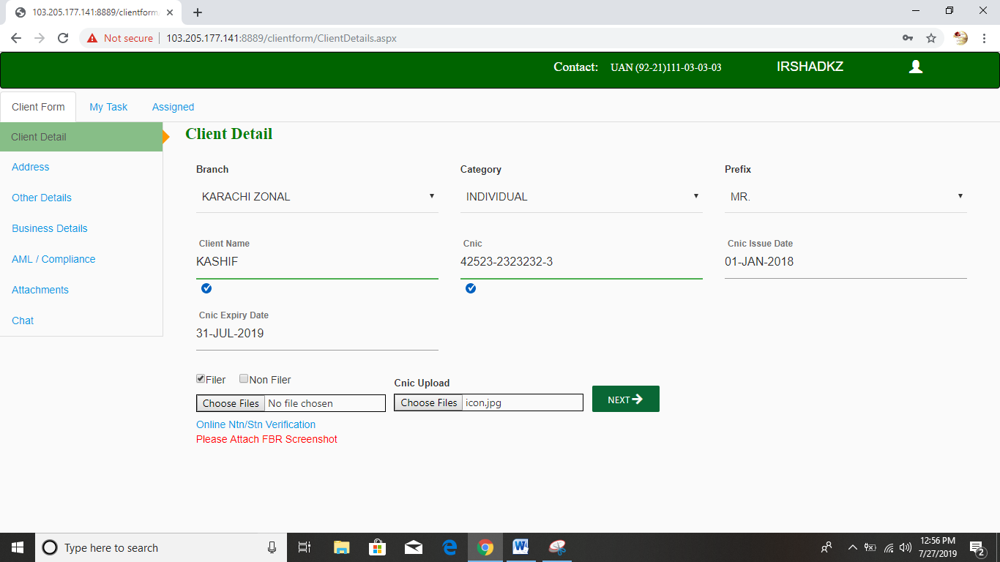 103.205.177.141:8889/clientform
Not secure 103.205.177.141:8889/clientform/ClientDetails.aspx
Contact: UAN (92-21)111-03-03-03 IRSHADKZ
Client Form My Task Assigned
Client Detail
Address
Other Details
Business Details
AML / Compliance
Attachments
Chat
Client Detail
Branch Category Prefix
KARACHI ZONAL INDIVIDUAL MR.
Client Name Cnic Cnic Issue Date
KASHIF 42523-2323232-3 01-JAN-2018
Cnic Expiry Date
31-JUL-2019
Filer Non Filer Cnic Upload
Choose Files No file chosen Choose Files icon.jpg NEXT
Online Ntn/Stn Verification
Please Attach FBR Screenshot
Type here to search
12:56 PM
7/27/2019
2